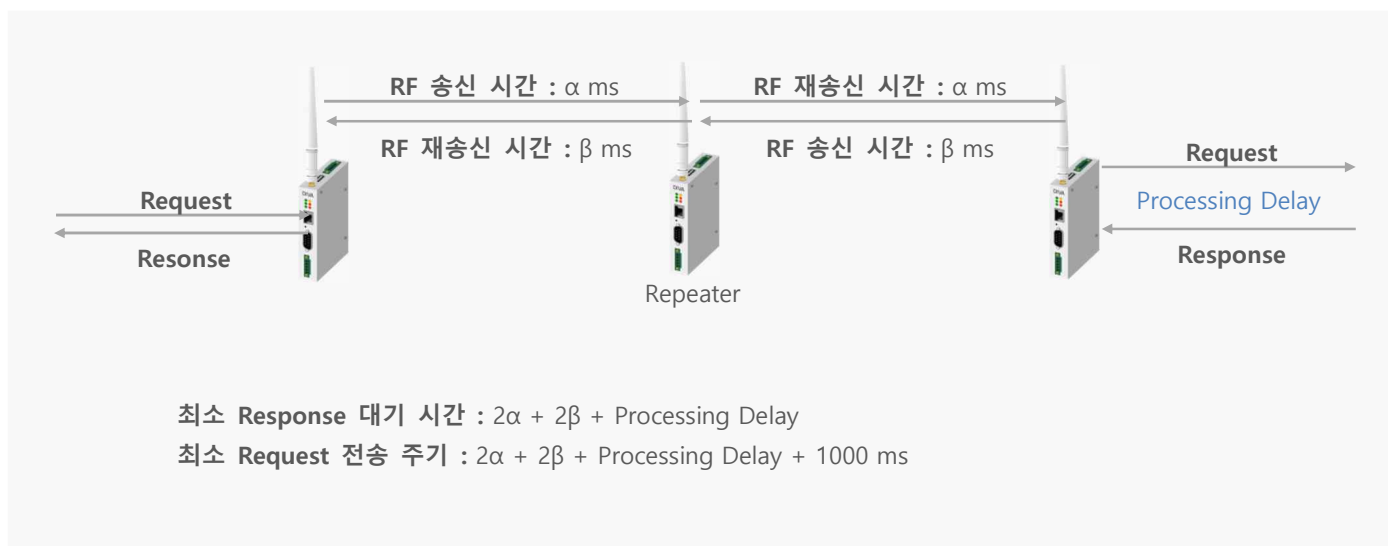 RF 송신 시간 : α ms
RF 재송신 시간 : α ms
RF 재송신 시간 : β ms
RF 송신 시간 : β ms
Request
Resonse
Request
Processing Delay
Response
Repeater
최소 Response 대기 시간 : 2α + 2β + Processing Delay
최소 Request 전송 주기 : 2α + 2β + Processing Delay + 1000 ms